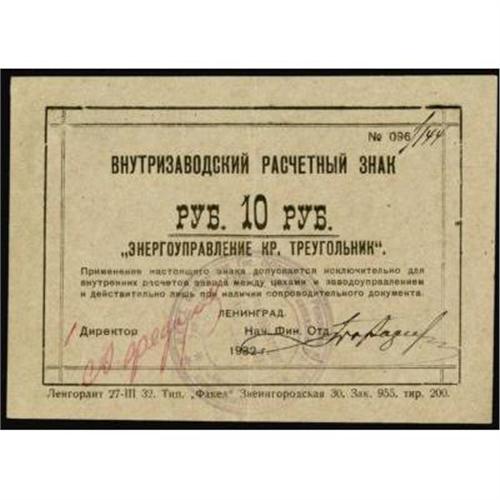 № 096
ВНУТРИЗАВОДСКИЙ РАСЧЕТНЫЙ ЗНАК
РУБ. 10 РУБ.
„ЭНЕРГОУПРАВЛЕНИЕ КР. ТРЕУГОЛЬНИК".
Применение настоящего знака допускается исключительно для
внутренних расчетов завода между цехами и заводоуправлением
и действительно лишь при наличии сопроводительного документа.
ЛЕНИНГРАД.
Директор Нач. Фин. Отд.
1932 г.
Ленгорлит 27-III 32. Тип. „Факел" Звенигородская 30. Зак. 955, тир. 200.